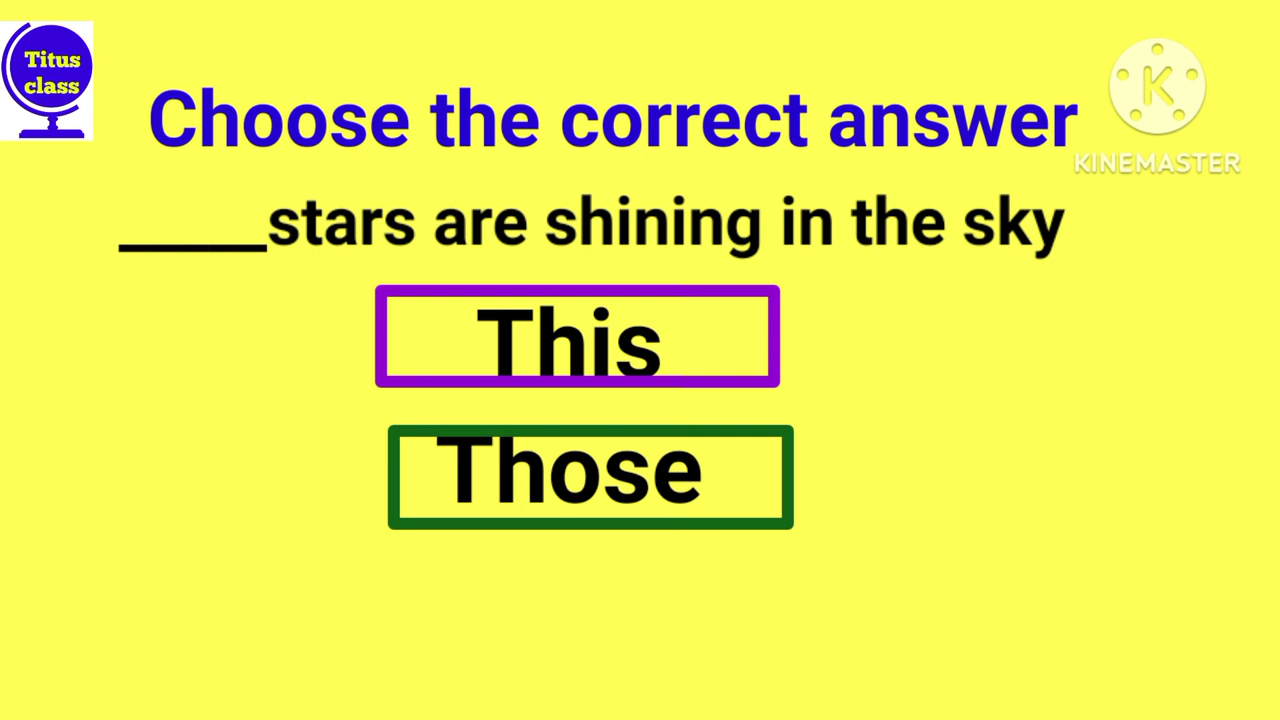 Titus
class
Choose the correct answer
K
KINEMASTER
_____stars are shining in the sky
This
Those